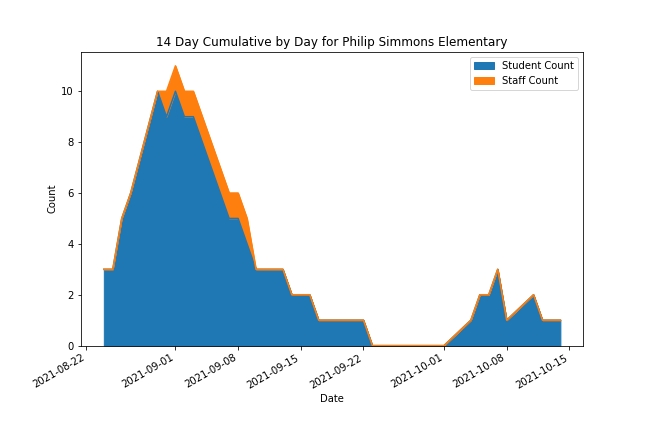 14 Day Cumulative by Day for Philip Simmons Elementary
Student Count
Staff Count
Count
10
8
6
4
2
0
2021-08-22
2021-09-01
2021-09-08
2021-09-15
2021-09-22
2021-10-01
2021-10-08
2021-10-15
Date